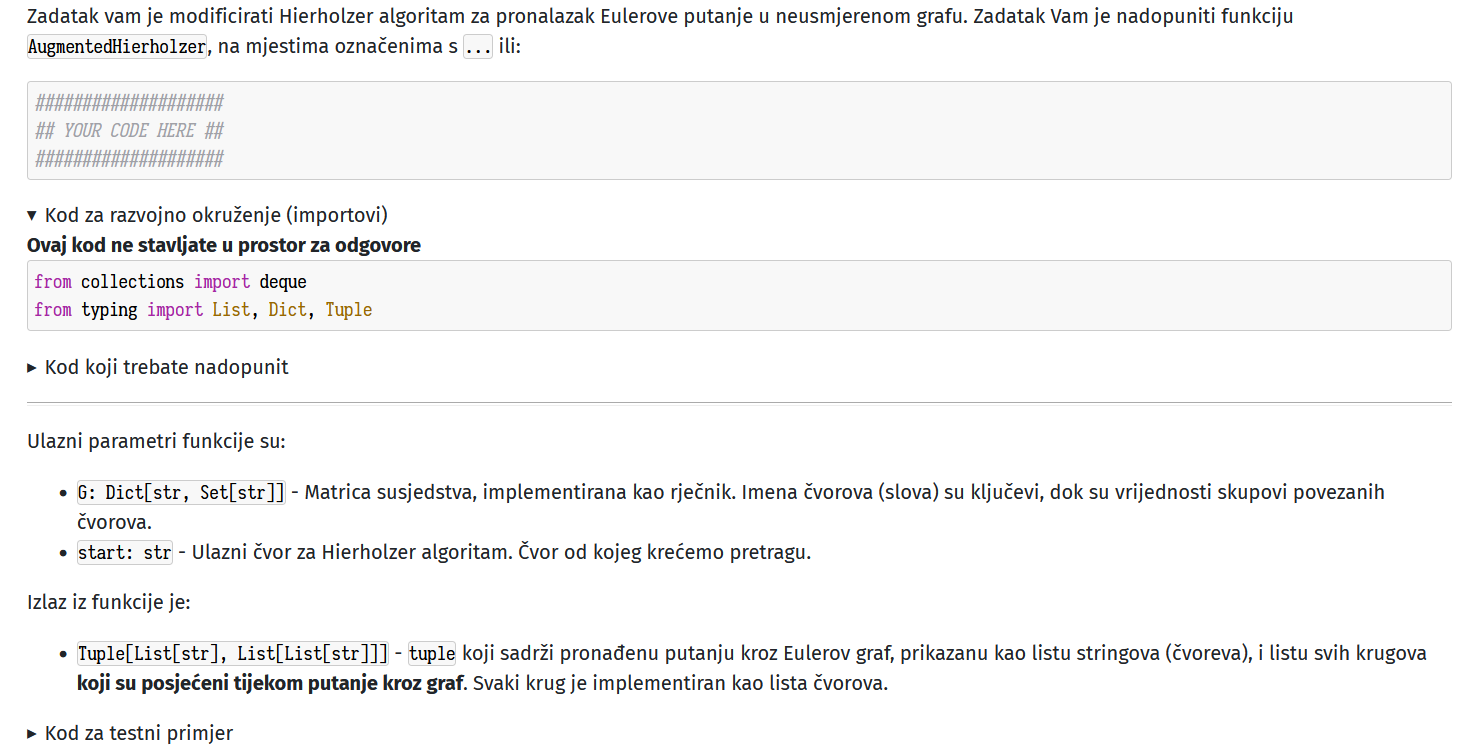 Zadatak vam je modificirati Hierholzer algoritam za pronalazak Eulerove putanje u neusmjerenom grafu. Zadatak Vam je nadopuniti funkciju
AugmentedHierholzer, na mjestima označenima s ... ili:
####################
## YOUR CODE HERE ##
####################
▾ Kod za razvojno okruženje (importovi)
Ovaj kod ne stavljate u prostor za odgovore
from collections import deque
from typing import List, Dict, Tuple
▸ Kod koji trebate nadopunit
Ulazni parametri funkcije su:
• G: Dict[str, Set[str]] - Matrica susjedstva, implementirana kao rječnik. Imena čvorova (slova) su ključevi, dok su vrijednosti skupovi povezanih
čvorova.
• start: str - Ulazni čvor za Hierholzer algoritam. Čvor od kojeg krećemo pretragu.
Izlaz iz funkcije je:
• Tuple[List[str], List[List[str]]] - tuple koji sadrži pronađenu putanju kroz Eulerov graf, prikazanu kao listu stringova (čvoreva), i listu svih krugova
koji su posjećeni tijekom putanje kroz graf. Svaki krug je implementiran kao lista čvorova.
▸ Kod za testni primjer